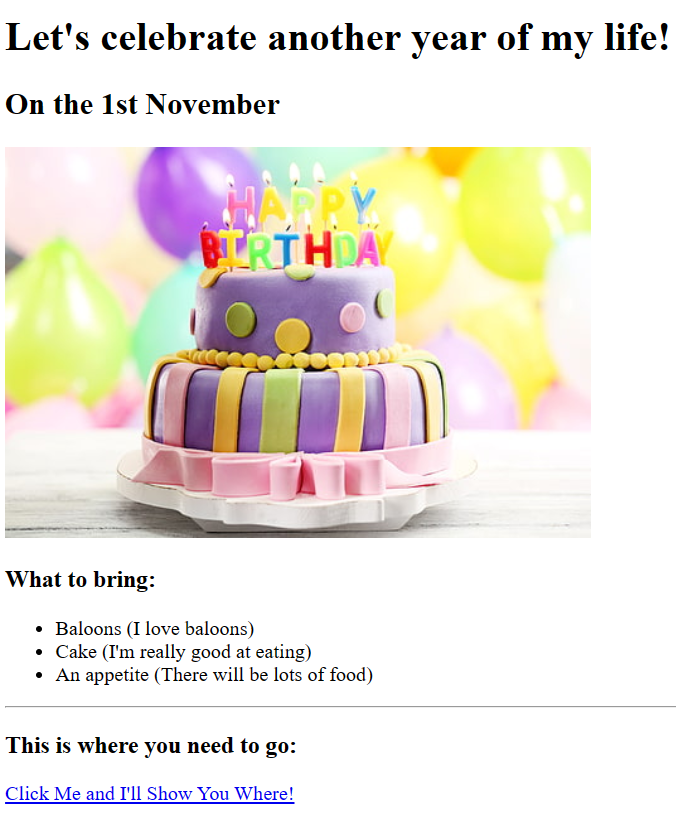 Let's celebrate another year of my life!
On the 1st November
HAPPY
BIRTHDAY
What to bring:
Baloons (I love baloons)
Cake (I'm really good at eating)
An appetite (There will be lots of food)
This is where you need to go:
Click Me and I'll Show You Where!